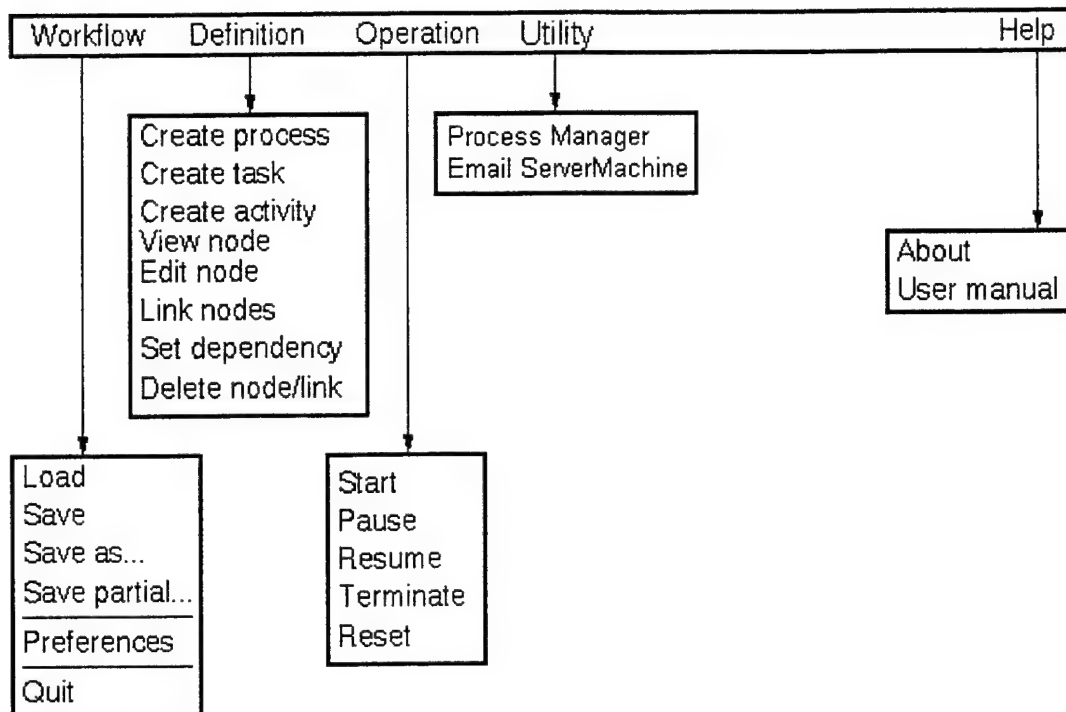 Workflow Definition Operation Utility Help
Create process
Create task
Create activity
View node
Edit node
Link nodes
Set dependency
Delete node/link
Process Manager
Email ServerMachine
About
User manual
Load
Save
Save as...
Save partial...
Preferences
Quit
Start
Pause
Resume
Terminate
Reset